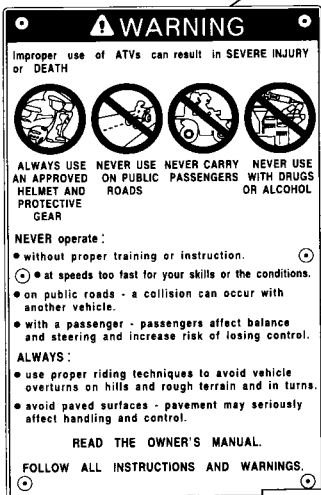 WARNING
Improper use of ATVs can result in SEVERE INJURY
or DEATH
ALWAYS USE
AN APPROVED
HELMET AND
PROTECTIVE
GEAR
NEVER USE
ON PUBLIC
ROADS
NEVER CARRY
PASSENGERS
NEVER USE
WITH DRUGS
OR ALCOHOL
NEVER operate :
• without proper training or instruction.
• at speeds too fast for your skills or the conditions.
• on public roads - a collision can occur with
another vehicle.
• with a passenger - passengers affect balance
and steering and increase risk of losing control.
ALWAYS :
• use proper riding techniques to avoid vehicle
overturns on hills and rough terrain and in turns.
• avoid paved surfaces - pavement may seriously
affect handling and control.
READ THE OWNER'S MANUAL.
FOLLOW ALL INSTRUCTIONS AND WARNINGS.